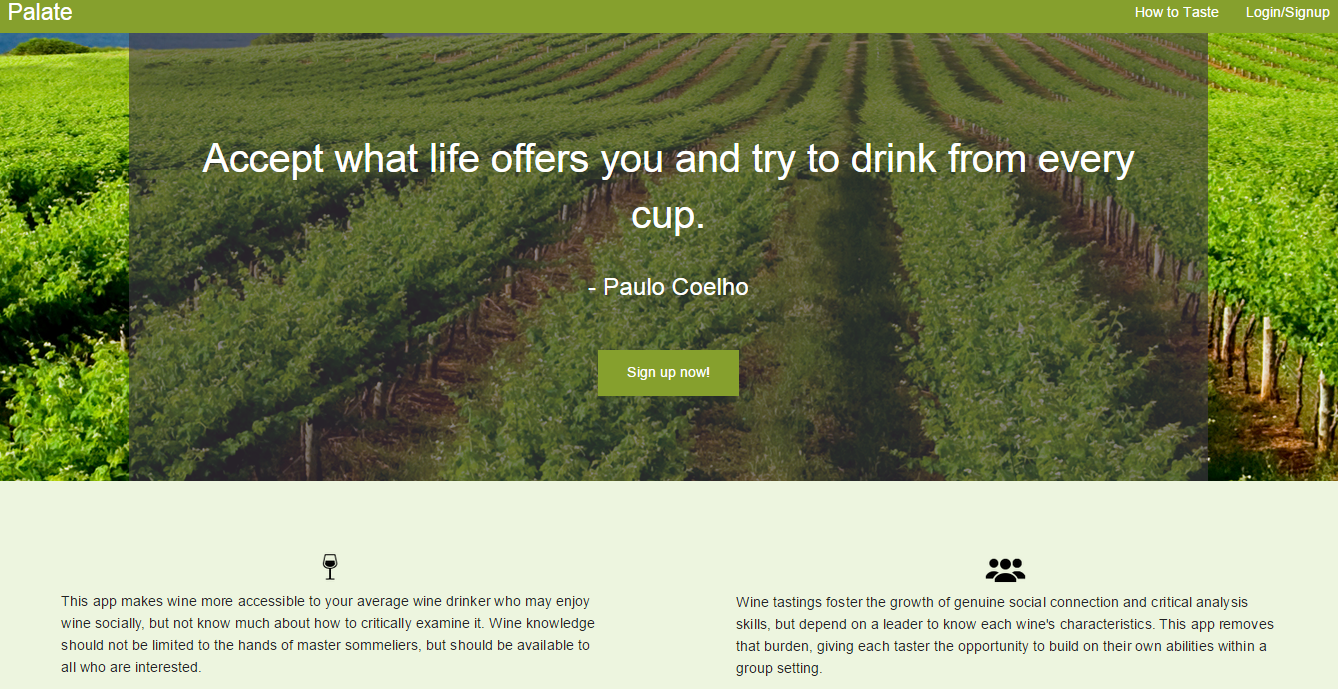 Palate
How to Taste
Login/Signup
Accept what life offers you and try to drink from every
cup.
- Paulo Coelho
Sign up now!
This app makes wine more accessible to your average wine drinker who may enjoy
wine socially, but not know much about how to critically examine it. Wine knowledge
should not be limited to the hands of master sommeliers, but should be available to
all who are interested.
Wine tastings foster the growth of genuine social connection and critical analysis
skills, but depend on a leader to know each wine's characteristics. This app removes
that burden, giving each taster the opportunity to build on their own abilities within a
group setting.